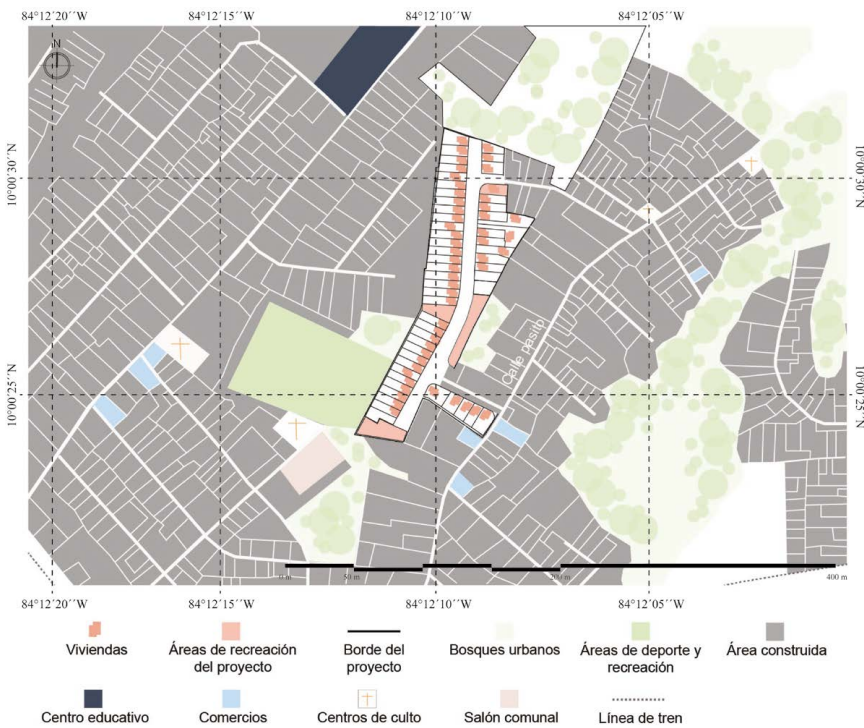 84°12'20´´W 84°12'15´´W 84°12'10´´W 84°12'05´´W
N
10°00'30´´N
10°00'30´´N
Calle pasito
10°00'25´´N
10°00'25´´N
0 m 50 m 200 m 400 m
84°12'20´´W 84°12'15´´W 84°12'10´´W 84°12'05´´W
Viviendas
Áreas de recreación
del proyecto
Borde del
proyecto
Bosques urbanos
Áreas de deporte y
recreación
Área construida
Centro educativo
Comercios
Centros de culto
Salón comunal
Línea de tren